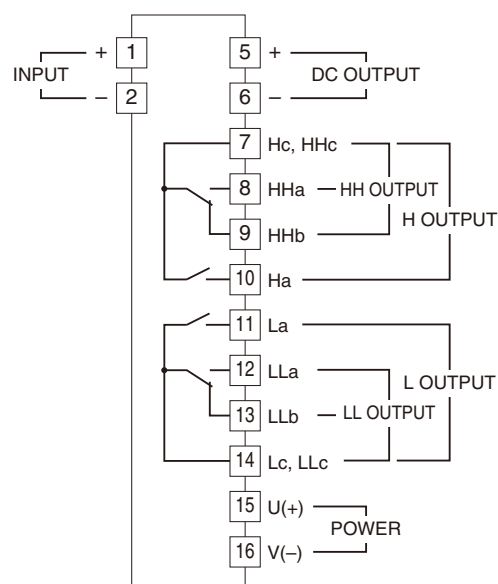 1 + INPUT
2 –
5 + DC OUTPUT
6 –
7 Hc, HHc
8 HHa HH OUTPUT
9 HHb
H OUTPUT
10 Ha
11 La
12 LLa
L OUTPUT
13 LLb LL OUTPUT
14 Lc, LLc
15 U(+)
POWER
16 V(–)